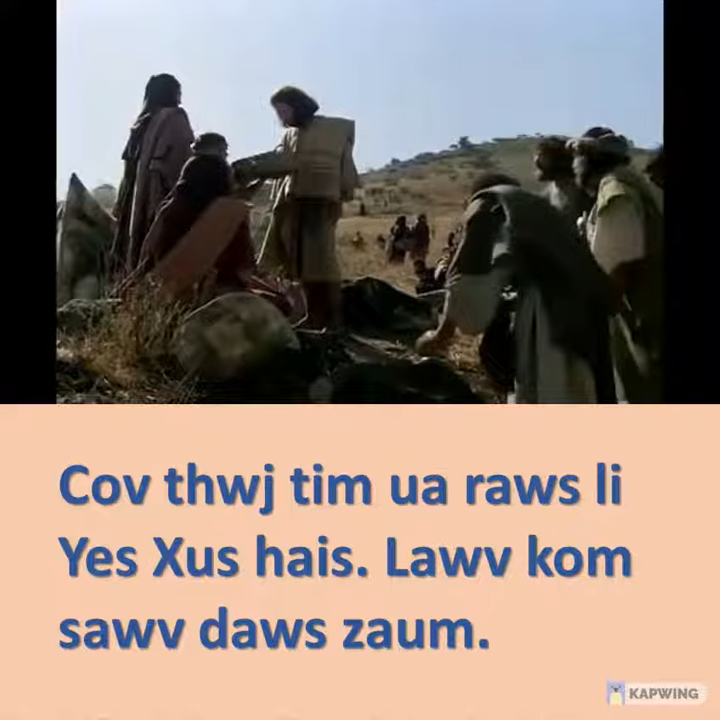 Cov thwj tim ua raws li
Yes Xus hais. Lawv kom
sawv daws zaum.
KAPWING